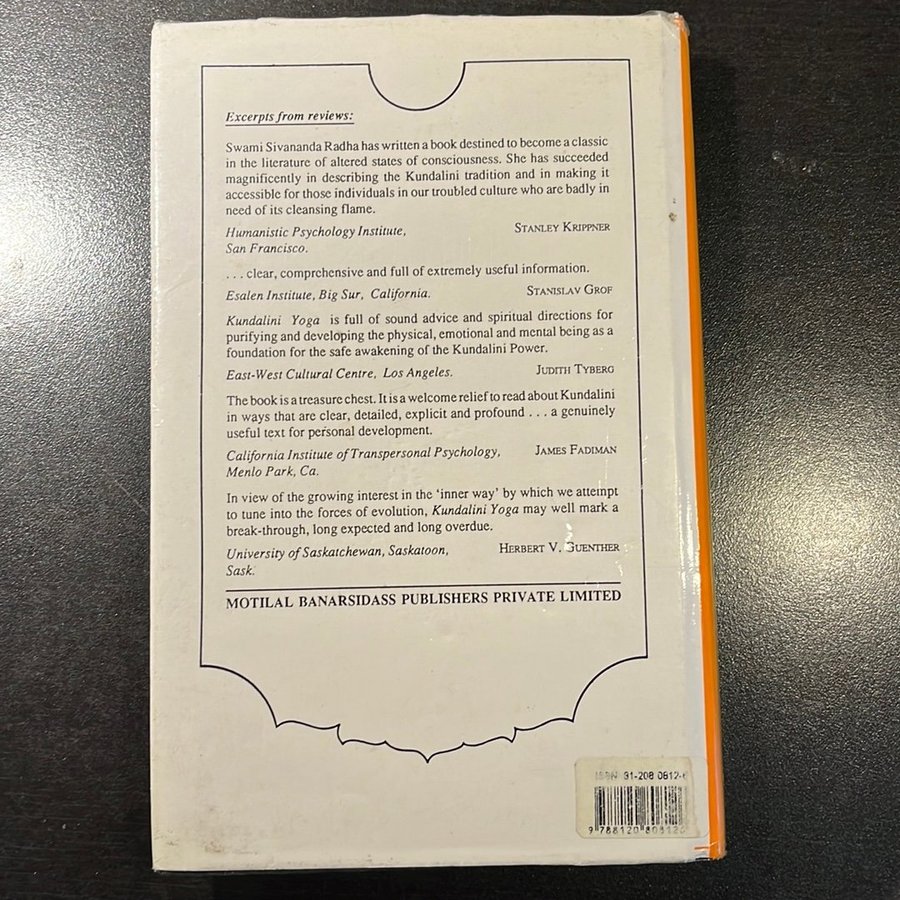 Excerpts from reviews:
Swami Sivananda Radha has written a book destined to become a classic
in the literature of altered states of consciousness. She has succeeded
magnificently in describing the Kundalini tradition and in making it
accessible for those individuals in our troubled culture who are badly in
need of its cleansing flame.
Humanistic Psychology Institute, STANLEY KRIPPNER
San Francisco.
. . . clear, comprehensive and full of extremely useful information.
Esalen Institute, Big Sur, California. STANISLAV GROF
Kundalini Yoga is full of sound advice and spiritual directions for
purifying and developing the physical, emotional and mental being as a
foundation for the safe awakening of the Kundalini Power.
East-West Cultural Centre, Los Angeles. JUDITH TYBERG
The book is a treasure chest. It is a welcome relief to read about Kundalini
in ways that are clear, detailed, explicit and profound . . . a genuinely
useful text for personal development.
California Institute of Transpersonal Psychology, JAMES FADIMAN
Menlo Park, Ca.
In view of the growing interest in the ‘inner way’ by which we attempt
to tune into the forces of evolution, Kundalini Yoga may well mark a
break-through, long expected and long overdue.
University of Saskatchewan, Saskatoon, HERBERT V. GUENTHER
Sask.
MOTILAL BANARSIDASS PUBLISHERS PRIVATE LIMITED
ISBN 81-208 0812-
9 788120 808120